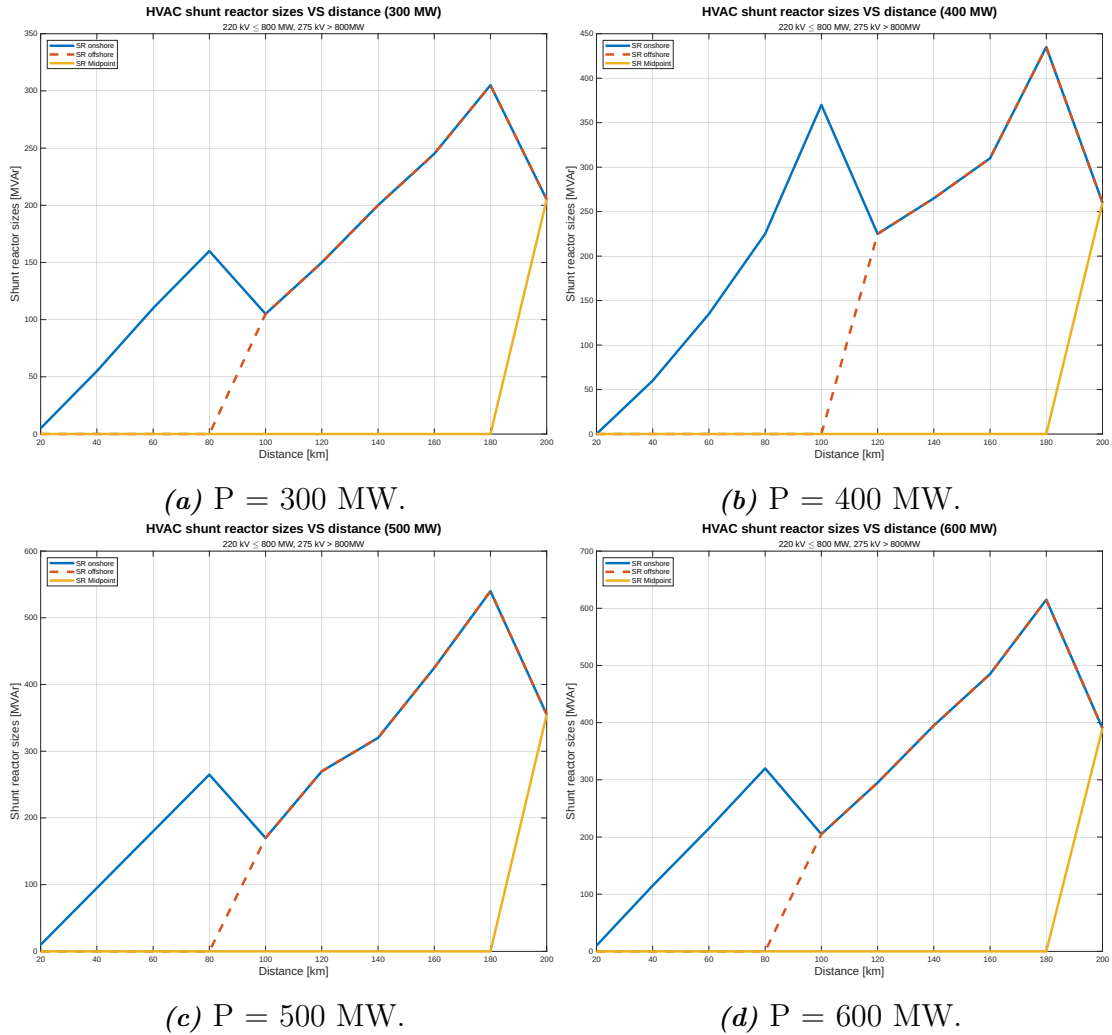 HVAC shunt reactor sizes VS distance (300 MW)
220 kV ≤ 800 MW, 275 kV > 800MW
SR onshore
SR offshore
SR Midpoint
Shunt reactor sizes [MVAr]
350
300
250
200
150
100
50
0
20 40 60 80 100 120 140 160 180 200
Distance [km]
(a) P = 300 MW.
HVAC shunt reactor sizes VS distance (400 MW)
220 kV ≤ 800 MW, 275 kV > 800MW
SR onshore
SR offshore
SR Midpoint
Shunt reactor sizes [MVAr]
450
400
350
300
250
200
150
100
50
0
20 40 60 80 100 120 140 160 180 200
Distance [km]
(b) P = 400 MW.
HVAC shunt reactor sizes VS distance (500 MW)
220 kV ≤ 800 MW, 275 kV > 800MW
SR onshore
SR offshore
SR Midpoint
Shunt reactor sizes [MVAr]
600
500
400
300
200
100
0
20 40 60 80 100 120 140 160 180 200
Distance [km]
(c) P = 500 MW.
HVAC shunt reactor sizes VS distance (600 MW)
220 kV ≤ 800 MW, 275 kV > 800MW
SR onshore
SR offshore
SR Midpoint
Shunt reactor sizes [MVAr]
700
600
500
400
300
200
100
0
20 40 60 80 100 120 140 160 180 200
Distance [km]
(d) P = 600 MW.